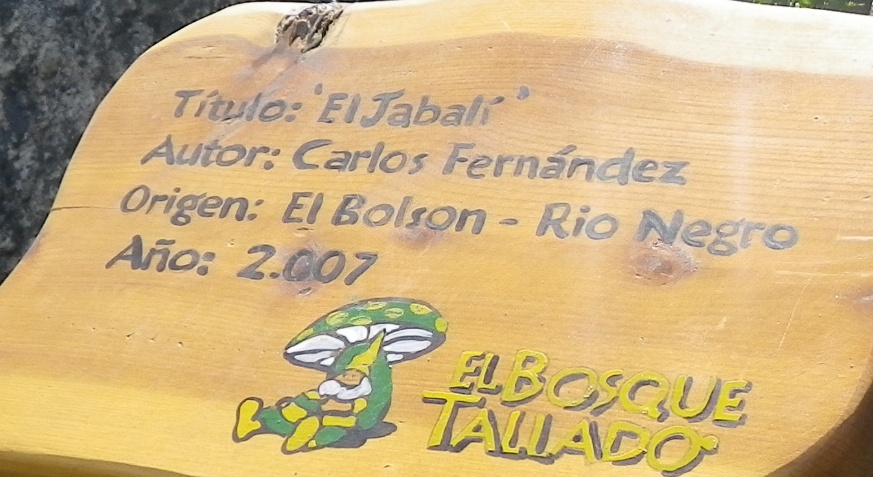 Título: 'El Jabalí'
Autor: Carlos Fernández
Origen: El Bolson - Rio Negro
Año: 2.007
EL BOSQUE
TALLADO